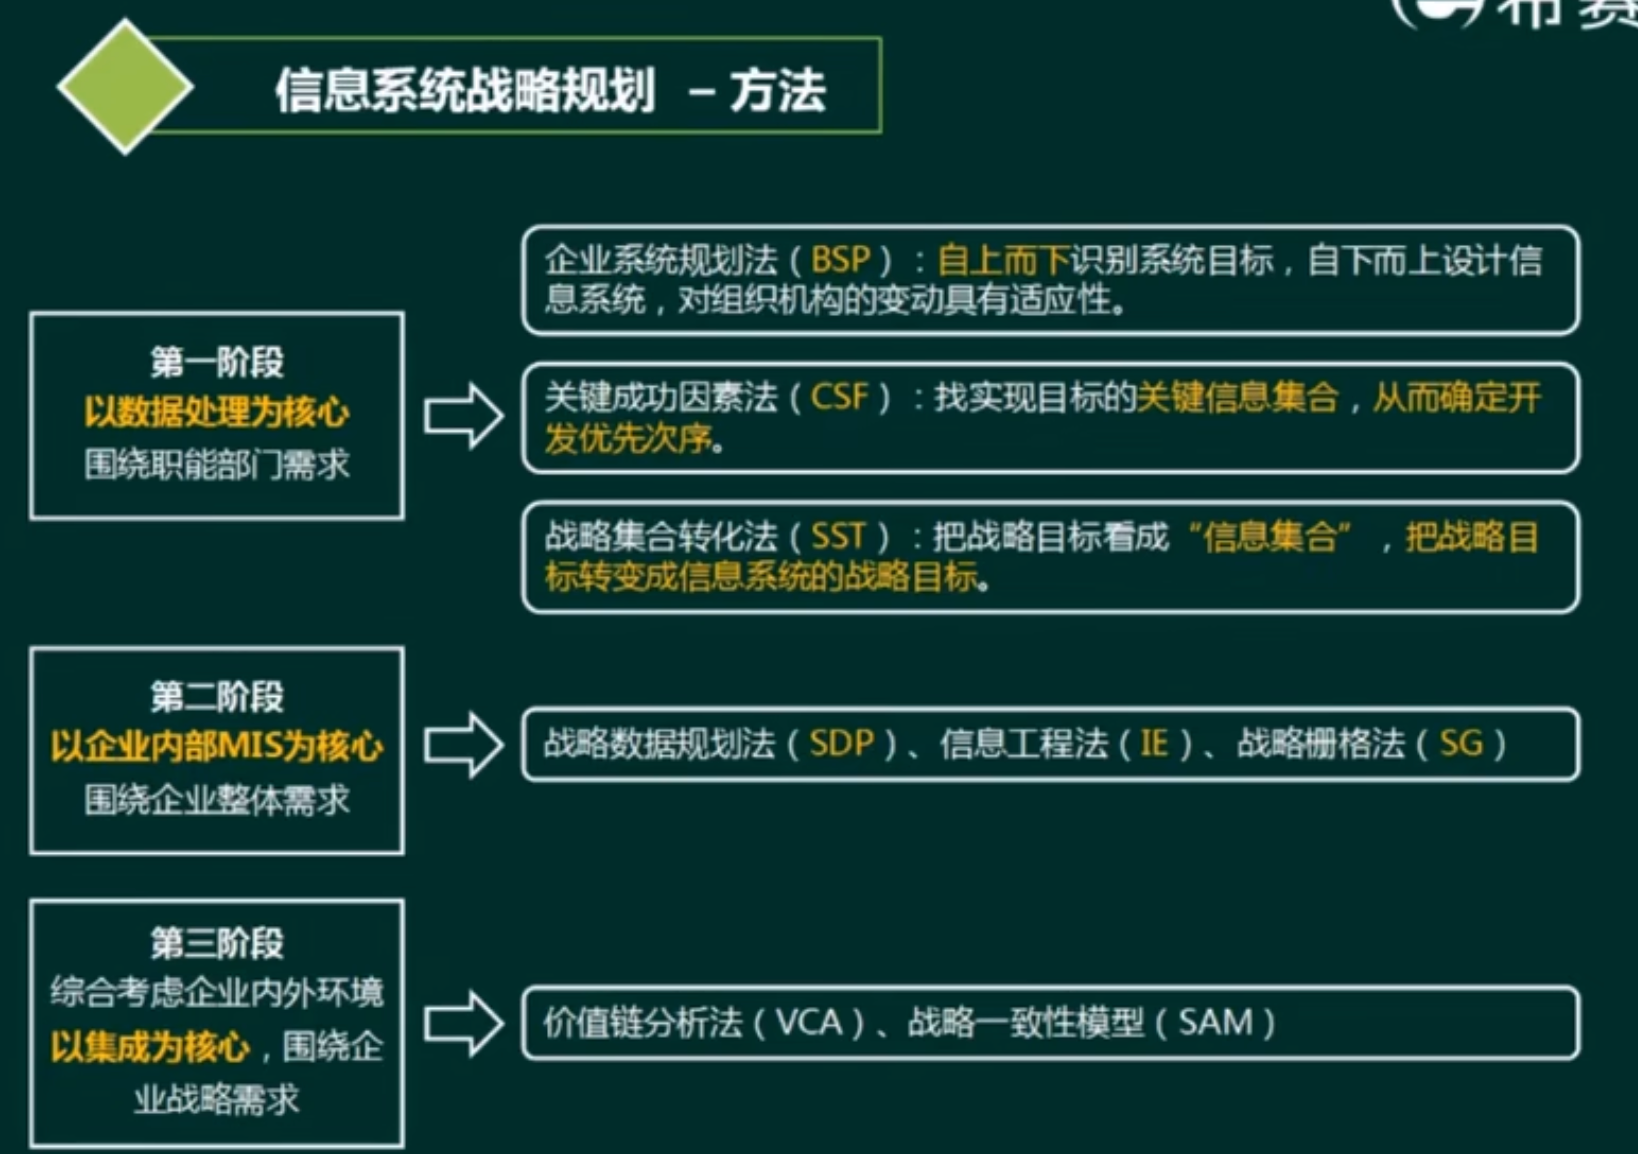 布赛
信息系统战略规划 – 方法
第一阶段
以数据处理为核心
围绕职能部门需求
企业系统规划法（BSP）：自上而下识别系统目标，自下而上设计信
息系统，对组织机构的变动具有适应性。
关键成功因素法（CSF）：找实现目标的关键信息集合，从而确定开
发优先次序。
战略集合转化法（SST）：把战略目标看成“信息集合”，把战略目
标转变成信息系统的战略目标。
第二阶段
以企业内部MIS为核心
围绕企业整体需求
战略数据规划法（SDP）、信息工程法（IE）、战略栅格法（SG）
第三阶段
综合考虑企业内外环境
以集成为核心，围绕企
业战略需求
价值链分析法（VCA）、战略一致性模型（SAM）